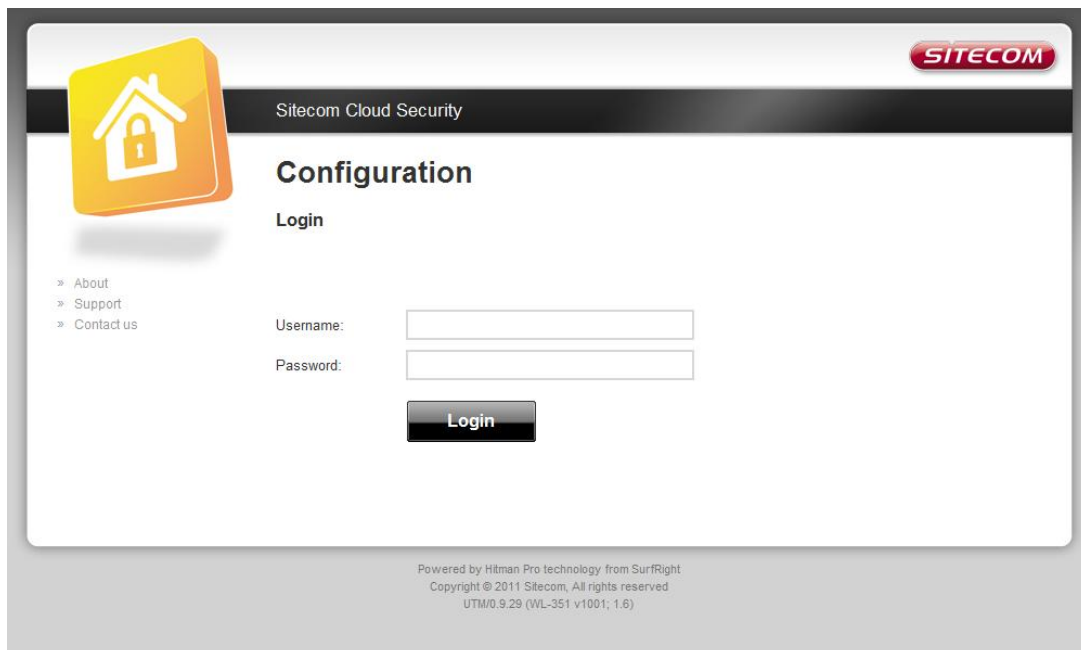 SITECOM
Sitecom Cloud Security
Configuration
Login
» About
» Support
» Contact us
Username:
Password:
Login
Powered by Hitman Pro technology from SurfRight
Copyright © 2011 Sitecom, All rights reserved
UTM/0.9.29 (WL-351 v1001; 1.6)